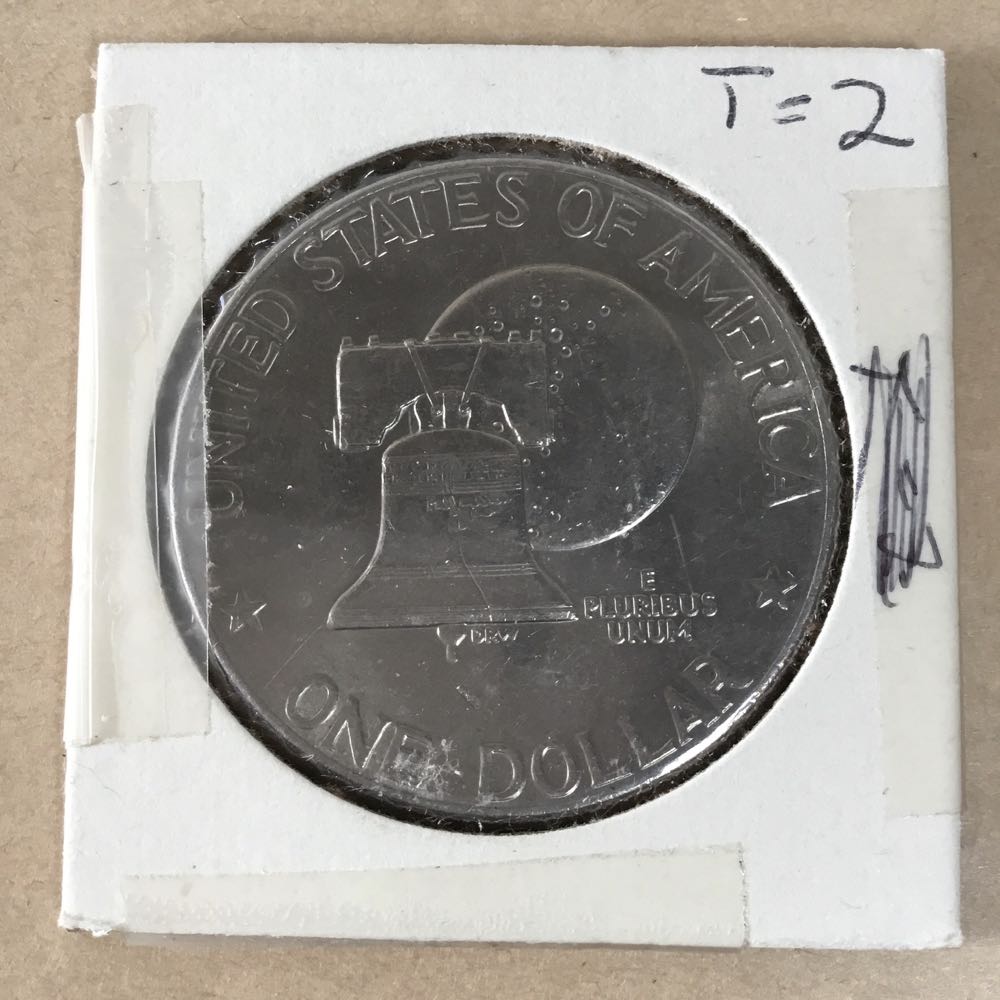 T=2
UNITED STATES OF AMERICA
E
PLURIBUS
UNUM
DRW
ONE DOLLAR